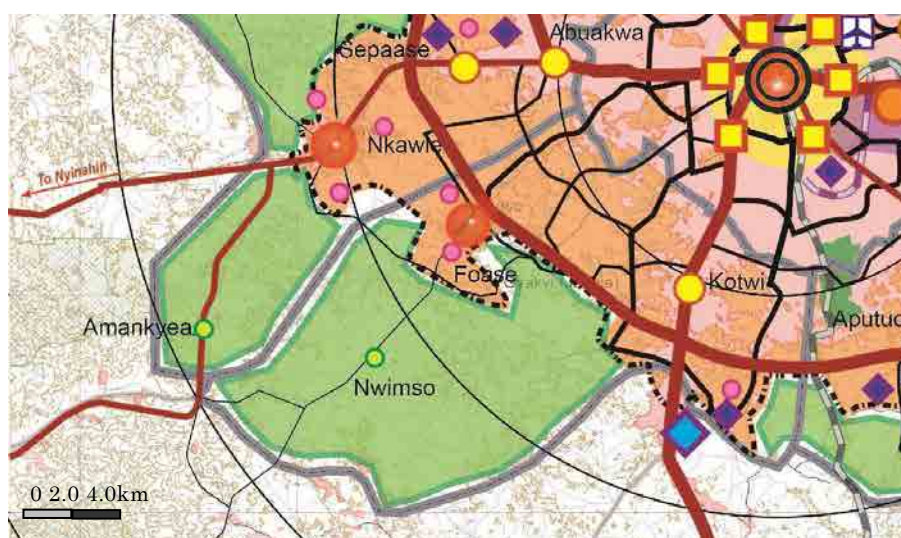 Abuakwa
Sepaase
Nkawie
To Nyinahin
Foase
Kotwi
Amankyea
Aputuo
Nwimso
0 2.0 4.0km